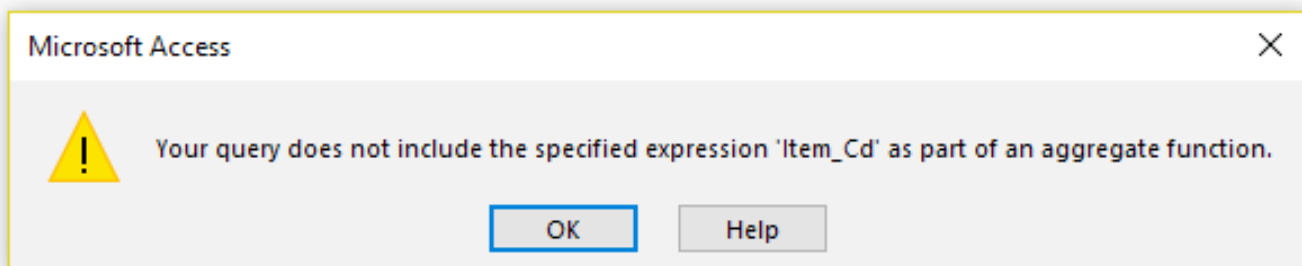 Microsoft Access
Your query does not include the specified expression 'Item_Cd' as part of an aggregate function.
OK
Help